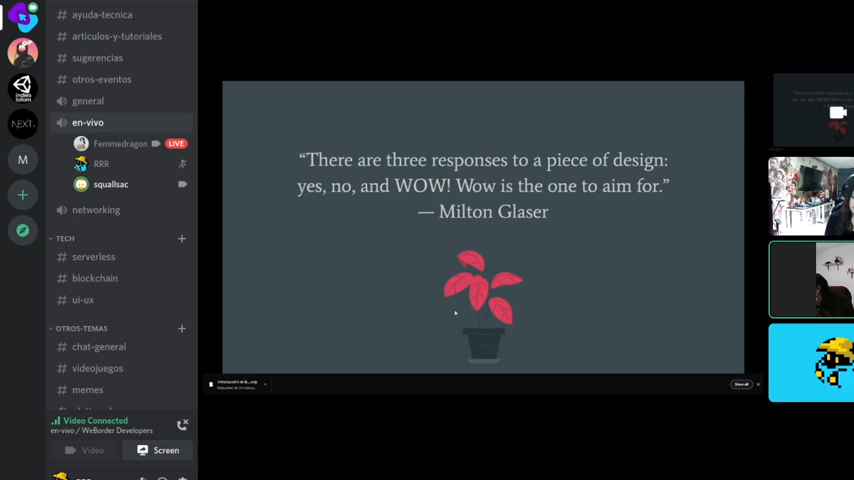 ayuda-tecnica
articulos-y-tutoriales
sugerencias
otros-eventos
general
en-vivo
Femmedragon LIVE
RRR
squallsac
networking
TECH
serverless
blockchain
ui-ux
OTROS-TEMAS
chat-general
videojuegos
memes
Video Connected
en-vivo / WeBorder Developers
Video Screen
NEXT
M
“There are three responses to a piece of design:
yes, no, and WOW! Wow is the one to aim for.”
— Milton Glaser
Show all